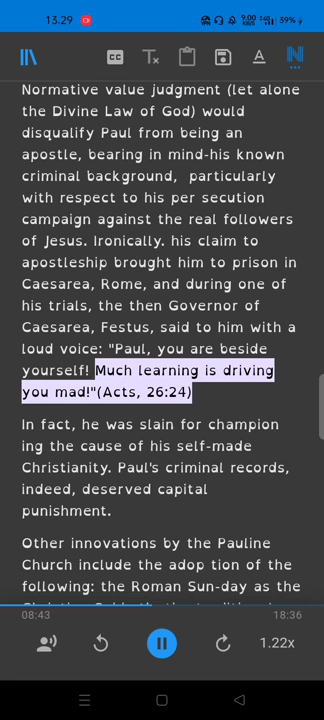 13.29
9.00
KB/S
59%
CC
T
A
N
Normative value judgment (let alone
the Divine Law of God) would
disqualify Paul from being an
apostle, bearing in mind-his known
criminal background, particularly
with respect to his per secution
campaign against the real followers
of Jesus. Ironically. his claim to
apostleship brought him to prison in
Caesarea, Rome, and during one of
his trials, the then Governor of
Caesarea, Festus, said to him with a
loud voice: "Paul, you are beside
yourself! Much learning is driving
you mad!"(Acts, 26:24)
In fact, he was slain for champion
ing the cause of his self-made
Christianity. Paul's criminal records,
indeed, deserved capital
punishment.
Other innovations by the Pauline
Church include the adop tion of the
following: the Roman Sun-day as the
08:43
18:36
1.22x